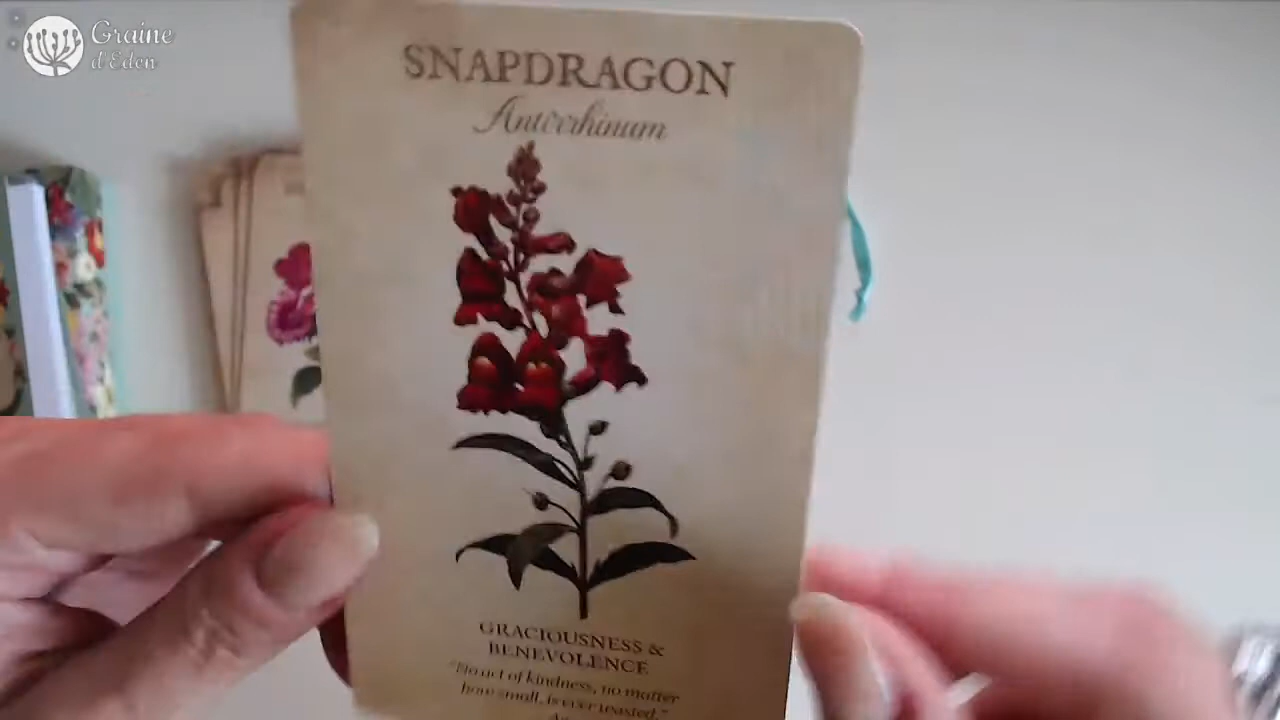 Graine
d'Eden
SNAPDRAGON
Antirrhinum
GRACIOUSNESS &
BENEVOLENCE
"No act of kindness, no matter
how small, is ever wasted."